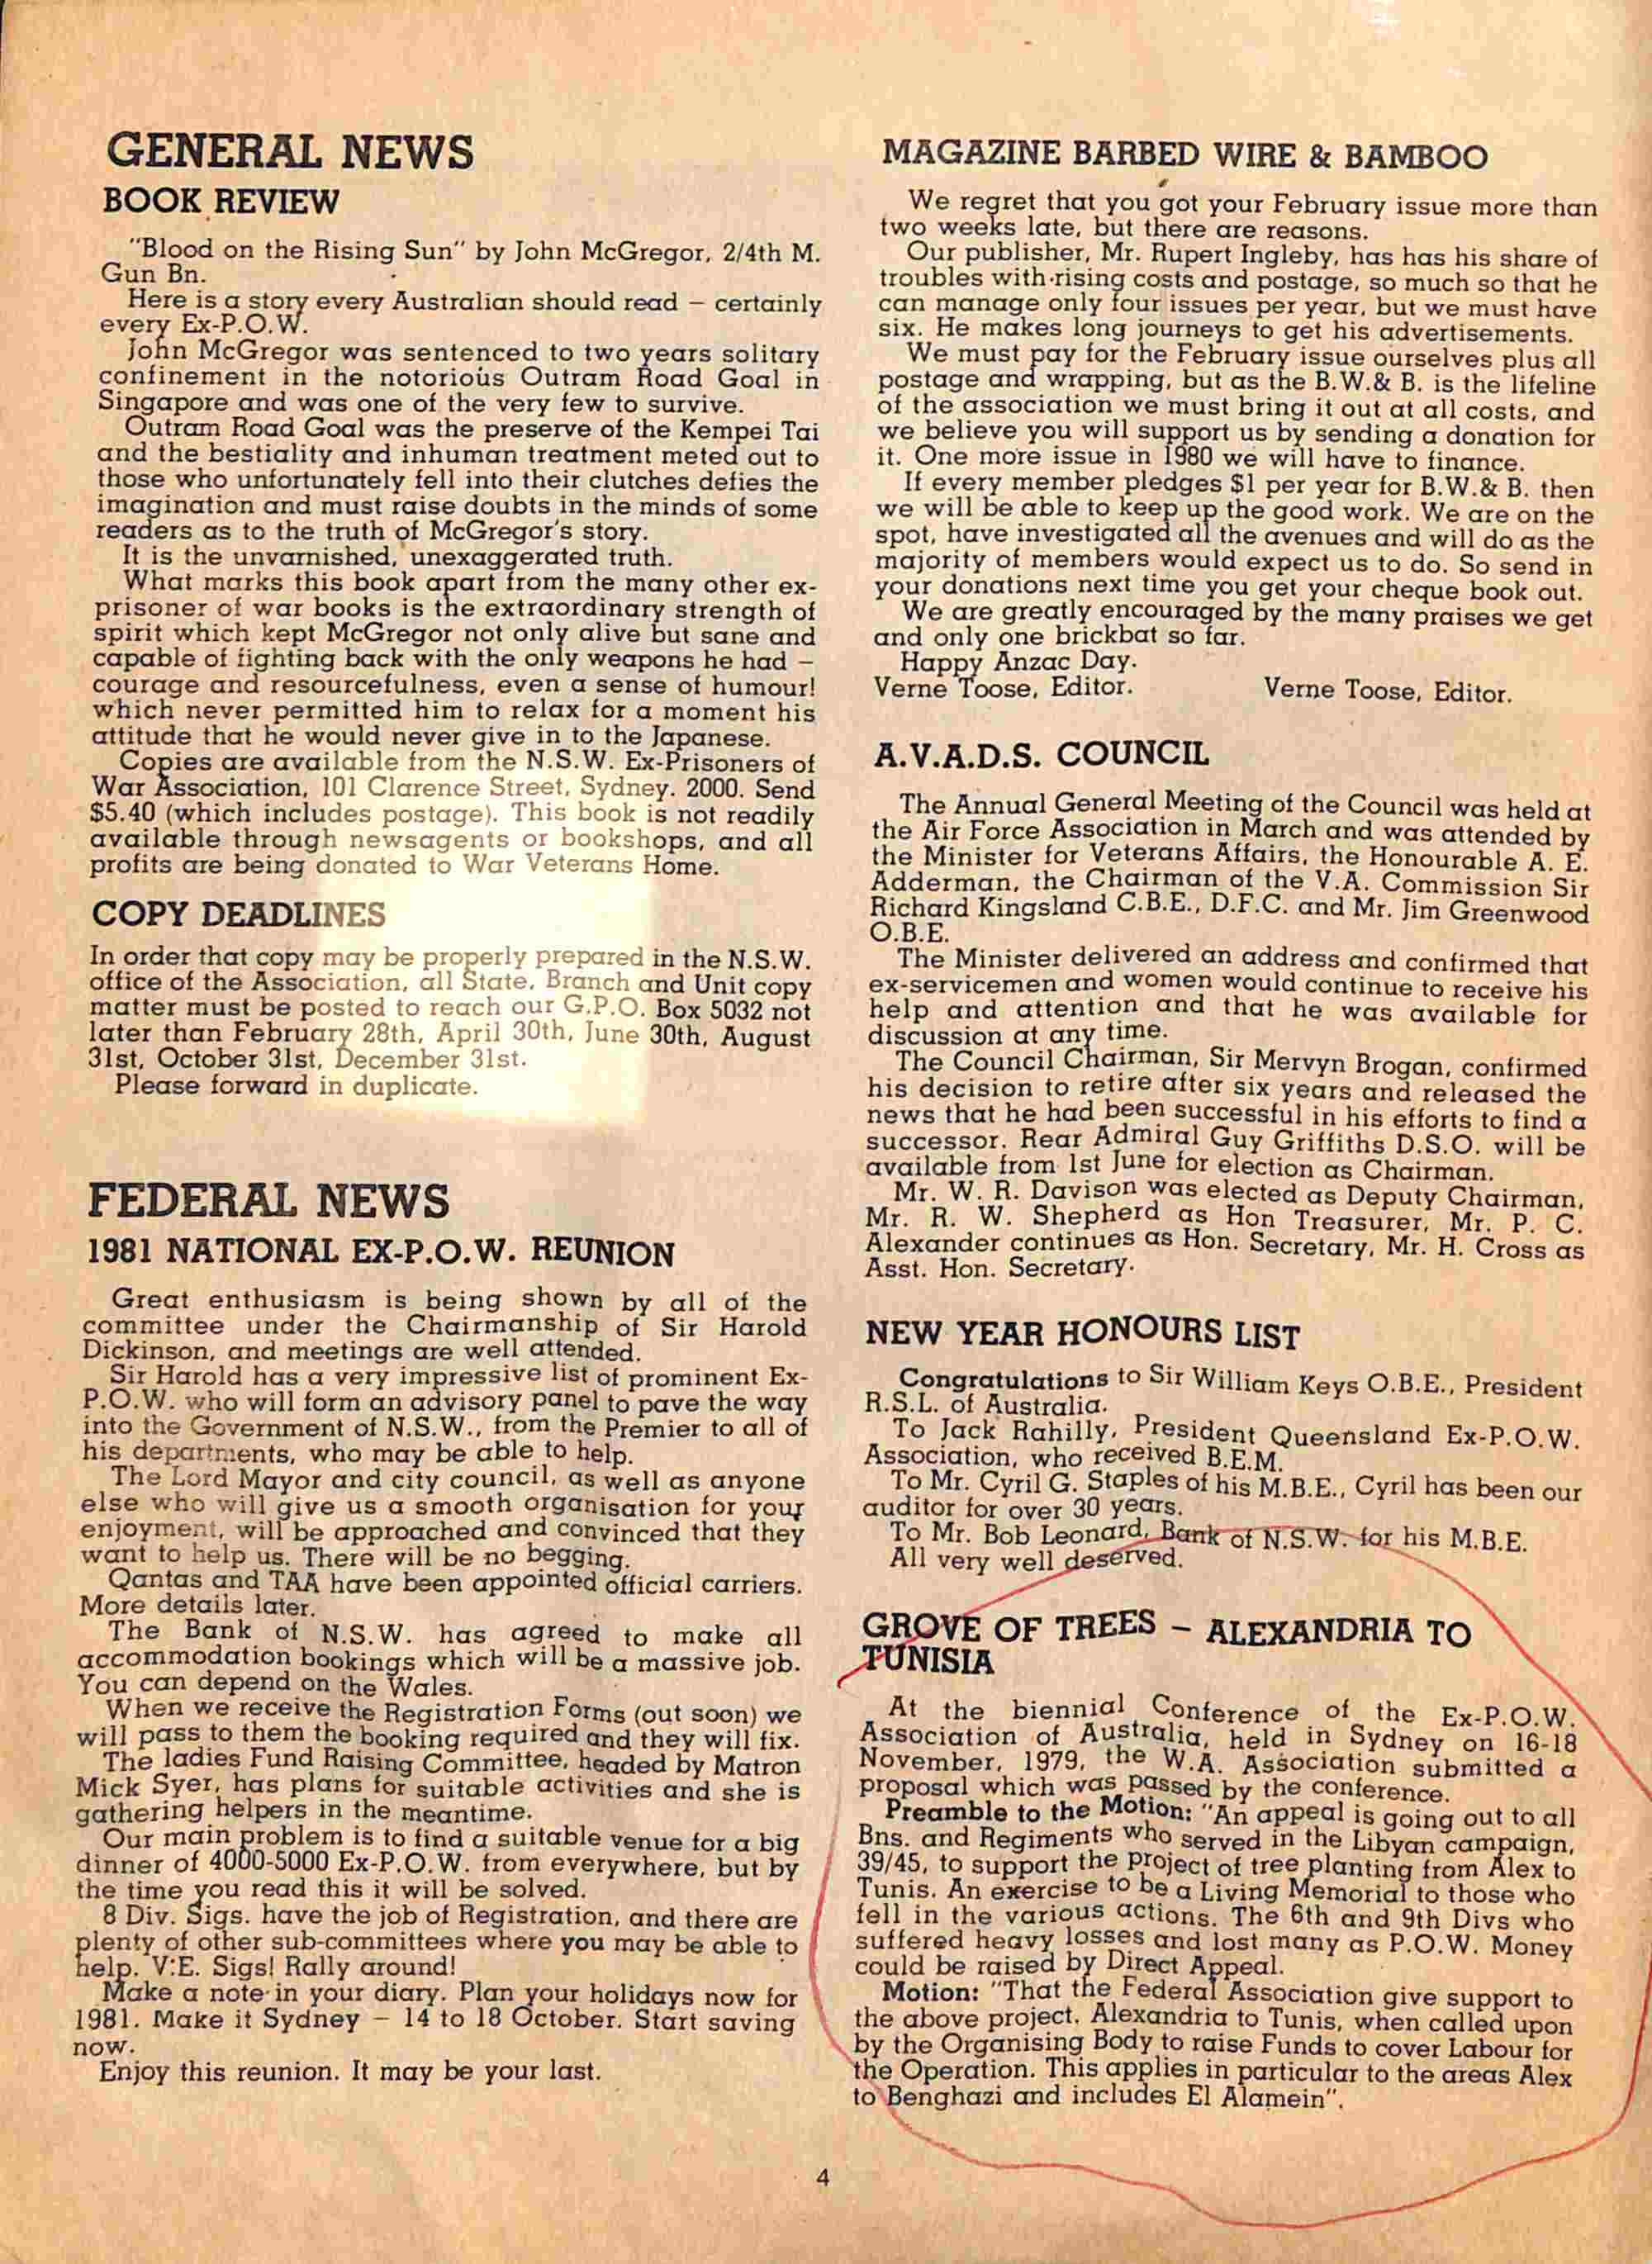 GENERAL NEWS
BOOK REVIEW
"Blood on the Rising Sun" by John McGregor, 2/4th M.
Gun Bn.
Here is a story every Australian should read – certainly
every Ex-P.O.W.
John McGregor was sentenced to two years solitary
confinement in the notorious Outram Road Goal in
Singapore and was one of the very few to survive.
Outram Road Goal was the preserve of the Kempei Tai
and the bestiality and inhuman treatment meted out to
those who unfortunately fell into their clutches defies the
imagination and must raise doubts in the minds of some
readers as to the truth of McGregor's story.
It is the unvarnished, unexaggerated truth.
What marks this book apart from the many other ex-
prisoner of war books is the extraordinary strength of
spirit which kept McGregor not only alive but sane and
capable of fighting back with the only weapons he had –
courage and resourcefulness, even a sense of humour!
which never permitted him to relax for a moment his
attitude that he would never give in to the Japanese.
Copies are available from the N.S.W. Ex-Prisoners of
War Association, 101 Clarence Street, Sydney. 2000. Send
$5.40 (which includes postage). This book is not readily
available through newsagents or bookshops, and all
profits are being donated to War Veterans Home.
COPY DEADLINES
In order that copy may be properly prepared in the N.S.W.
office of the Association, all State, Branch and Unit copy
matter must be posted to reach our G.P.O. Box 5032 not
later than February 28th, April 30th, June 30th, August
31st, October 31st, December 31st.
Please forward in duplicate.
FEDERAL NEWS
1981 NATIONAL EX-P.O.W. REUNION
Great enthusiasm is being shown by all of the
committee under the Chairmanship of Sir Harold
Dickinson, and meetings are well attended.
Sir Harold has a very impressive list of prominent Ex-
P.O.W. who will form an advisory panel to pave the way
into the Government of N.S.W., from the Premier to all of
his departments, who may be able to help.
The Lord Mayor and city council, as well as anyone
else who will give us a smooth organisation for your
enjoyment, will be approached and convinced that they
want to help us. There will be no begging.
Qantas and TAA have been appointed official carriers.
More details later.
The Bank of N.S.W. has agreed to make all
accommodation bookings which will be a massive job.
You can depend on the Wales.
When we receive the Registration Forms (out soon) we
will pass to them the booking required and they will fix.
The ladies Fund Raising Committee, headed by Matron
Mick Syer, has plans for suitable activities and she is
gathering helpers in the meantime.
Our main problem is to find a suitable venue for a big
dinner of 4000-5000 Ex-P.O.W. from everywhere, but by
the time you read this it will be solved.
8 Div. Sigs. have the job of Registration, and there are
plenty of other sub-committees where you may be able to
help. V.E. Sigs! Rally around!
Make a note in your diary. Plan your holidays now for
1981. Make it Sydney – 14 to 18 October. Start saving
now.
Enjoy this reunion. It may be your last.
MAGAZINE BARBED WIRE & BAMBOO
We regret that you got your February issue more than
two weeks late, but there are reasons.
Our publisher, Mr. Rupert Ingleby, has has his share of
troubles with rising costs and postage, so much so that he
can manage only four issues per year, but we must have
six. He makes long journeys to get his advertisements.
We must pay for the February issue ourselves plus all
postage and wrapping, but as the B.W.& B. is the lifeline
of the association we must bring it out at all costs, and
we believe you will support us by sending a donation for
it. One more issue in 1980 we will have to finance.
If every member pledges $1 per year for B.W.& B. then
we will be able to keep up the good work. We are on the
spot, have investigated all the avenues and will do as the
majority of members would expect us to do. So send in
your donations next time you get your cheque book out.
We are greatly encouraged by the many praises we get
and only one brickbat so far.
Happy Anzac Day.
Verne Toose, Editor. Verne Toose, Editor.
A.V.A.D.S. COUNCIL
The Annual General Meeting of the Council was held at
the Air Force Association in March and was attended by
the Minister for Veterans Affairs, the Honourable A. E.
Adderman, the Chairman of the V.A. Commission Sir
Richard Kingsland C.B.E., D.F.C. and Mr. Jim Greenwood
O.B.E.
The Minister delivered an address and confirmed that
ex-servicemen and women would continue to receive his
help and attention and that he was available for
discussion at any time.
The Council Chairman, Sir Mervyn Brogan, confirmed
his decision to retire after six years and released the
news that he had been successful in his efforts to find a
successor. Rear Admiral Guy Griffiths D.S.O. will be
available from 1st June for election as Chairman.
Mr. W. R. Davison was elected as Deputy Chairman,
Mr. R. W. Shepherd as Hon Treasurer, Mr. P. C.
Alexander continues as Hon. Secretary, Mr. H. Cross as
Asst. Hon. Secretary.
NEW YEAR HONOURS LIST
Congratulations to Sir William Keys O.B.E., President
R.S.L. of Australia.
To Jack Rahilly, President Queensland Ex-P.O.W.
Association, who received B.E.M.
To Mr. Cyril G. Staples of his M.B.E., Cyril has been our
auditor for over 30 years.
To Mr. Bob Leonard, Bank of N.S.W. for his M.B.E.
All very well deserved.
GROVE OF TREES – ALEXANDRIA TO
TUNISIA
At the biennial Conference of the Ex-P.O.W.
Association of Australia, held in Sydney on 16-18
November, 1979, the W.A. Association submitted a
proposal which was passed by the conference.
Preamble to the Motion: "An appeal is going out to all
Bns. and Regiments who served in the Libyan campaign,
39/45, to support the project of tree planting from Alex to
Tunis. An exercise to be a Living Memorial to those who
fell in the various actions. The 6th and 9th Divs who
suffered heavy losses and lost many as P.O.W. Money
could be raised by Direct Appeal.
Motion: "That the Federal Association give support to
the above project, Alexandria to Tunis, when called upon
by the Organising Body to raise Funds to cover Labour for
the Operation. This applies in particular to the areas Alex
to Benghazi and includes El Alamein".
4